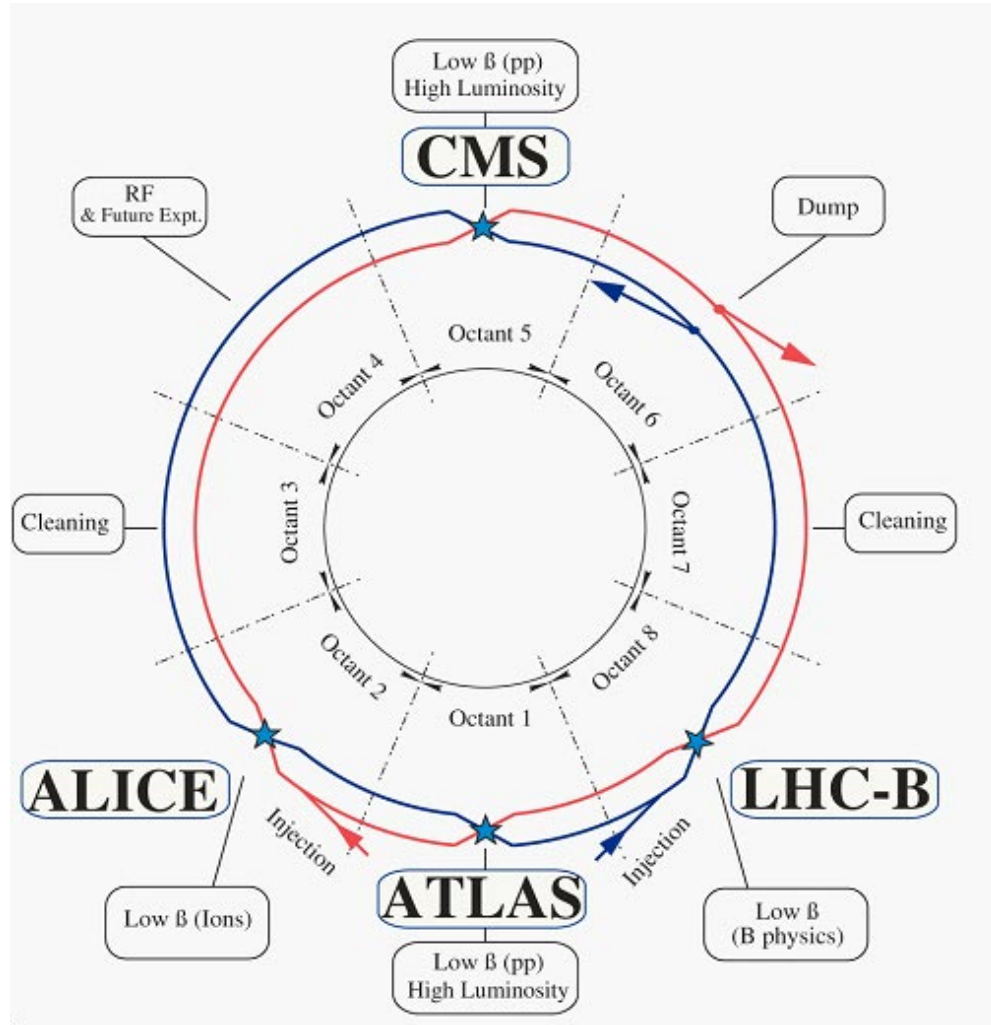 Low ß (pp)
High Luminosity
CMS
RF
& Future Expt.
Dump
Octant 5
Octant 4
Octant 6
Cleaning
Octant 3
Octant 7
Cleaning
Octant 2
Octant 8
Octant 1
ALICE
LHC-B
Injection
Injection
ATLAS
Low ß (Ions)
Low ß
(B physics)
Low ß (pp)
High Luminosity